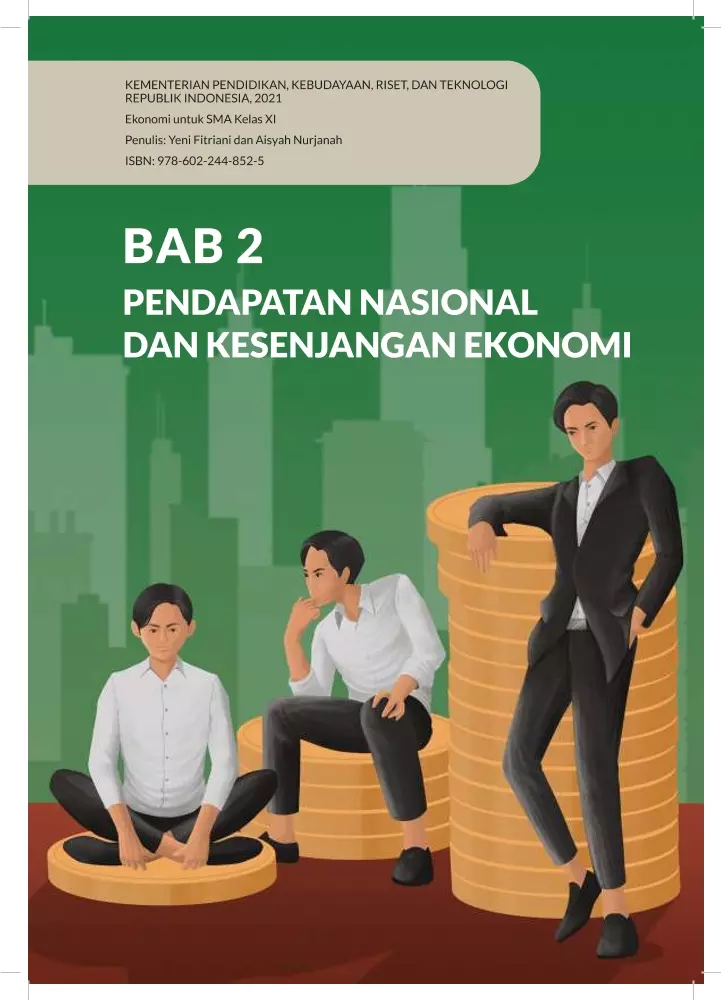 KEMENTERIAN PENDIDIKAN, KEBUDAYAAN, RISET, DAN TEKNOLOGI
REPUBLIK INDONESIA, 2021
Ekonomi untuk SMA Kelas XI
Penulis: Yeni Fitriani dan Aisyah Nurjanah
ISBN: 978-602-244-852-5
BAB 2
PENDAPATAN NASIONAL
DAN KESENJANGAN EKONOMI